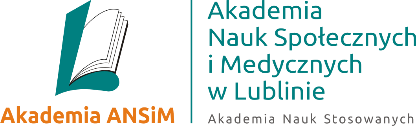 Akademia ANSiM
Akademia
Nauk Społecznych
i Medycznych
w Lublinie
Akademia Nauk Stosowanych